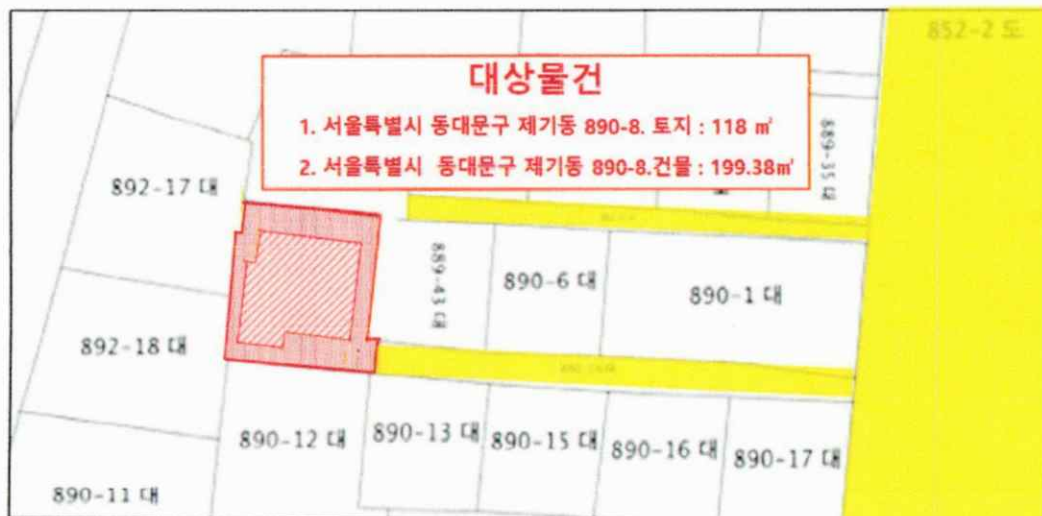 852-2 도
대상물건
1. 서울특별시 동대문구 제기동 890-8. 토지 : 118 ㎡
2. 서울특별시 동대문구 제기동 890-8.건물 : 199.38㎡
889-35 대
892-17 대
889-43 대
890-6 대
890-1 대
892-18 대
890-12 대
890-13 대
890-15 대
890-16 대
890-17 대
890-11 대